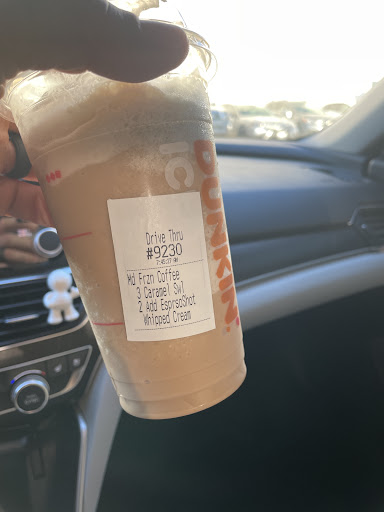 Drive Thru
#9230
Md Frzn Coffee
3 Caramel Swl
2 Add EsprsoShot
Whipped Cream
IC
DUNKIN'